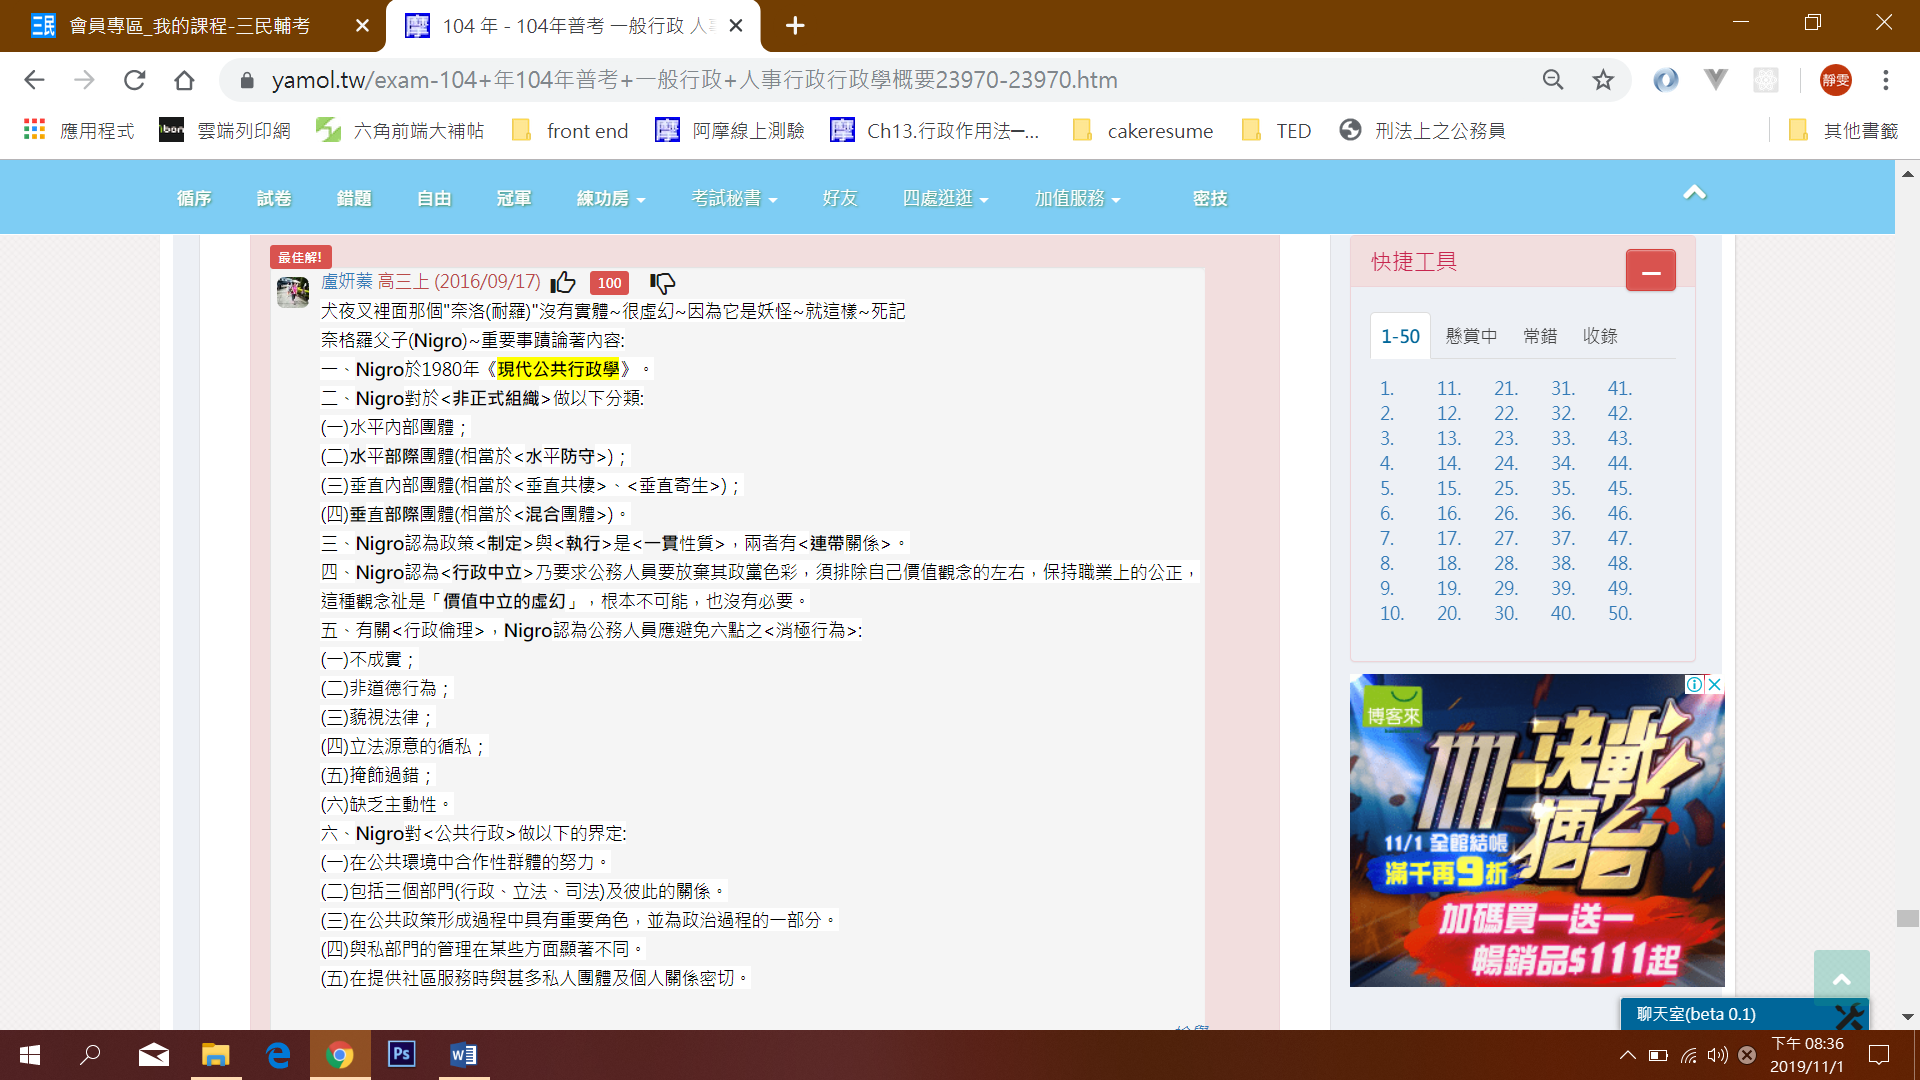 會員專區_我的課程-三民輔考
104 年 - 104年普考 一般行政 人
yamol.tw/exam-104+年104年普考+一般行政+人事行政行政學概要23970-23970.htm
靜雯
應用程式
ibon
雲端列印網
六角前端大補帖
front end
阿摩線上測驗
Ch13.行政作用法─...
cakeresume
TED
刑法上之公務員
其他書籤
循序 試卷 錯題 自由 冠軍 練功房 考試秘書 好友 四處逛逛 加值服務 密技
最佳解!
盧妍蓁 高三上 (2016/09/17) 100
犬夜叉裡面那個"奈洛(耐羅)"沒有實體~很虛幻~因為它是妖怪~就這樣~死記
奈格羅父子(Nigro)~重要事蹟論著內容:
一、Nigro於1980年《現代公共行政學》。
二、Nigro對於<非正式組織>做以下分類:
(一)水平內部團體；
(二)水平部際團體(相當於<水平防守>)；
(三)垂直內部團體(相當於<垂直共棲>、<垂直寄生>)；
(四)垂直部際團體(相當於<混合團體>)。
三、Nigro認為政策<制定>與<執行>是<一貫性質>，兩者有<連帶關係>。
四、Nigro認為<行政中立>乃要求公務人員要放棄其政黨色彩，須排除自己價值觀念的左右，保持職業上的公正，
這種觀念祉是「價值中立的虛幻」，根本不可能，也沒有必要。
五、有關<行政倫理>，Nigro認為公務人員應避免六點之<消極行為>:
(一)不成實；
(二)非道德行為；
(三)藐視法律；
(四)立法源意的循私；
(五)掩飾過錯；
(六)缺乏主動性。
六、Nigro對<公共行政>做以下的界定:
(一)在公共環境中合作性群體的努力。
(二)包括三個部門(行政、立法、司法)及彼此的關係。
(三)在公共政策形成過程中具有重要角色，並為政治過程的一部分。
(四)與私部門的管理在某些方面顯著不同。
(五)在提供社區服務時與甚多私人團體及個人關係密切。
快捷工具
1-50 懸賞中 常錯 收錄
1. 11. 21. 31. 41.
2. 12. 22. 32. 42.
3. 13. 23. 33. 43.
4. 14. 24. 34. 44.
5. 15. 25. 35. 45.
6. 16. 26. 36. 46.
7. 17. 27. 37. 47.
8. 18. 28. 38. 48.
9. 19. 29. 39. 49.
10. 20. 30. 40. 50.
博客來
1111決戰擂台
11/1 全館結帳
滿千再9折
加碼買一送一
暢銷品$111起
聊天室(beta 0.1)
Ps
下午 08:36
2019/11/1